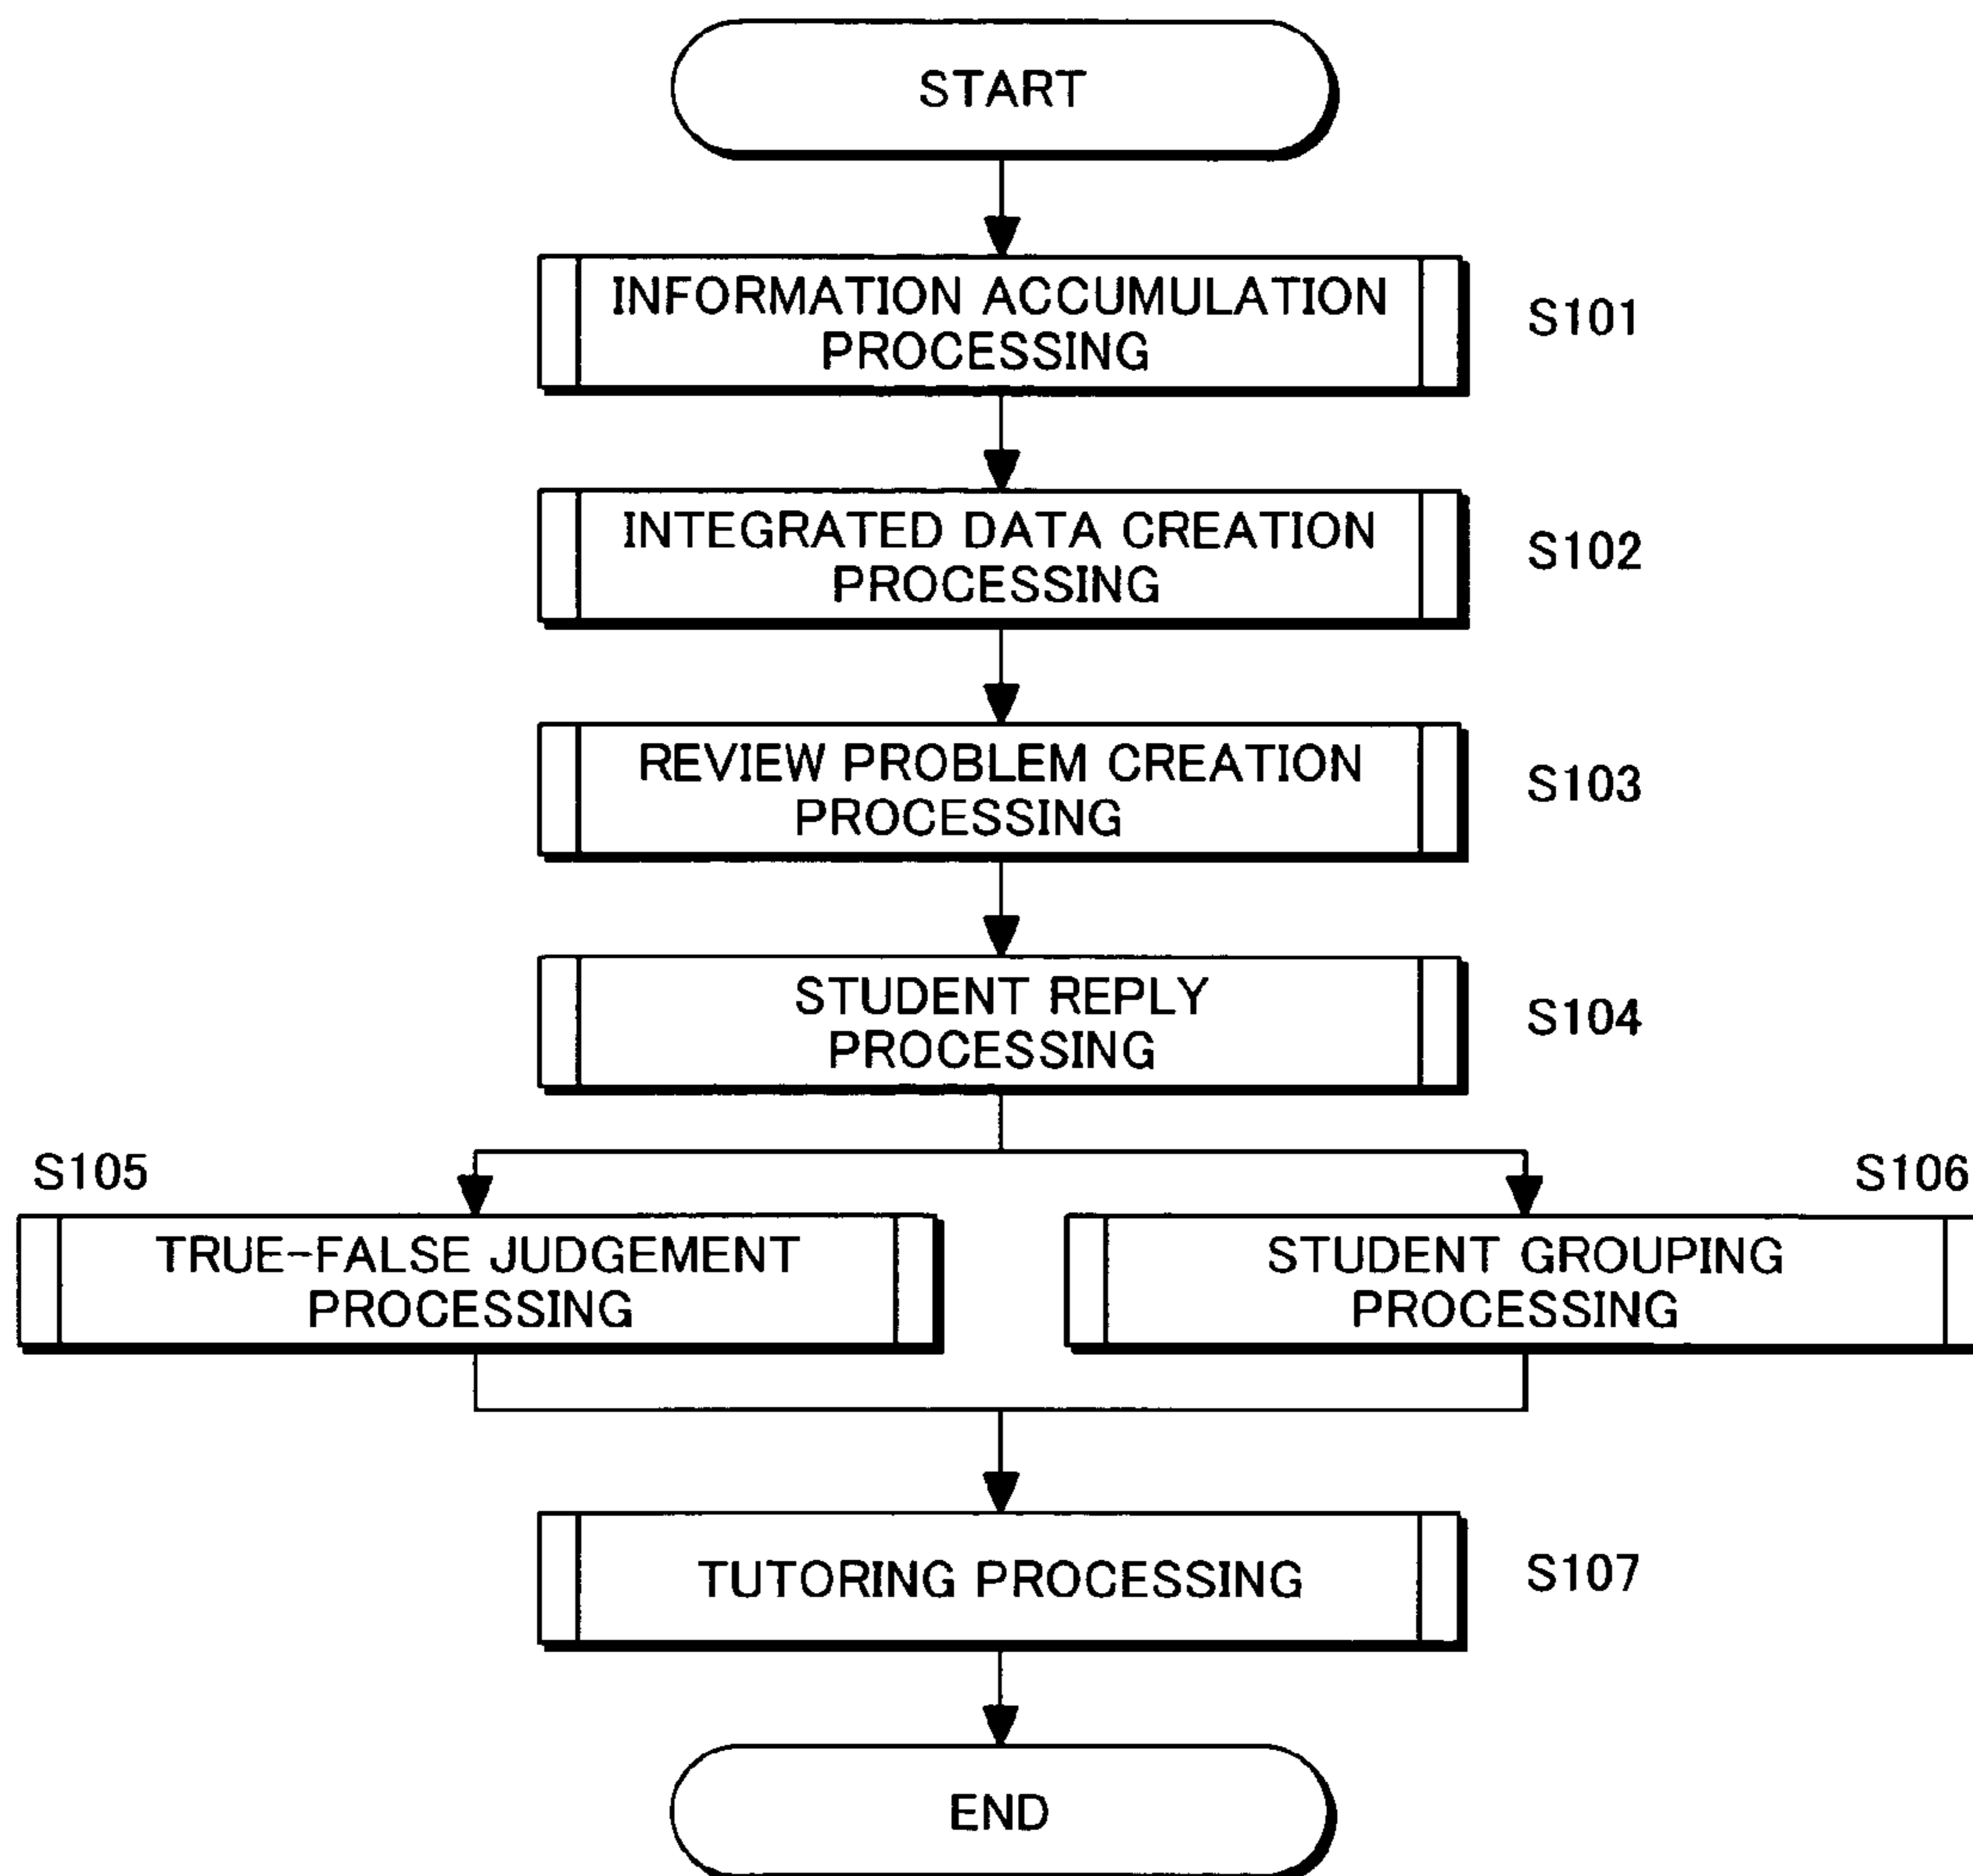 START
INFORMATION ACCUMULATION
PROCESSING
S101
INTEGRATED DATA CREATION
PROCESSING
S102
REVIEW PROBLEM CREATION
PROCESSING
S103
STUDENT REPLY
PROCESSING
S104
S105
TRUE-FALSE JUDGEMENT
PROCESSING
S106
STUDENT GROUPING
PROCESSING
TUTORING PROCESSING
S107
END